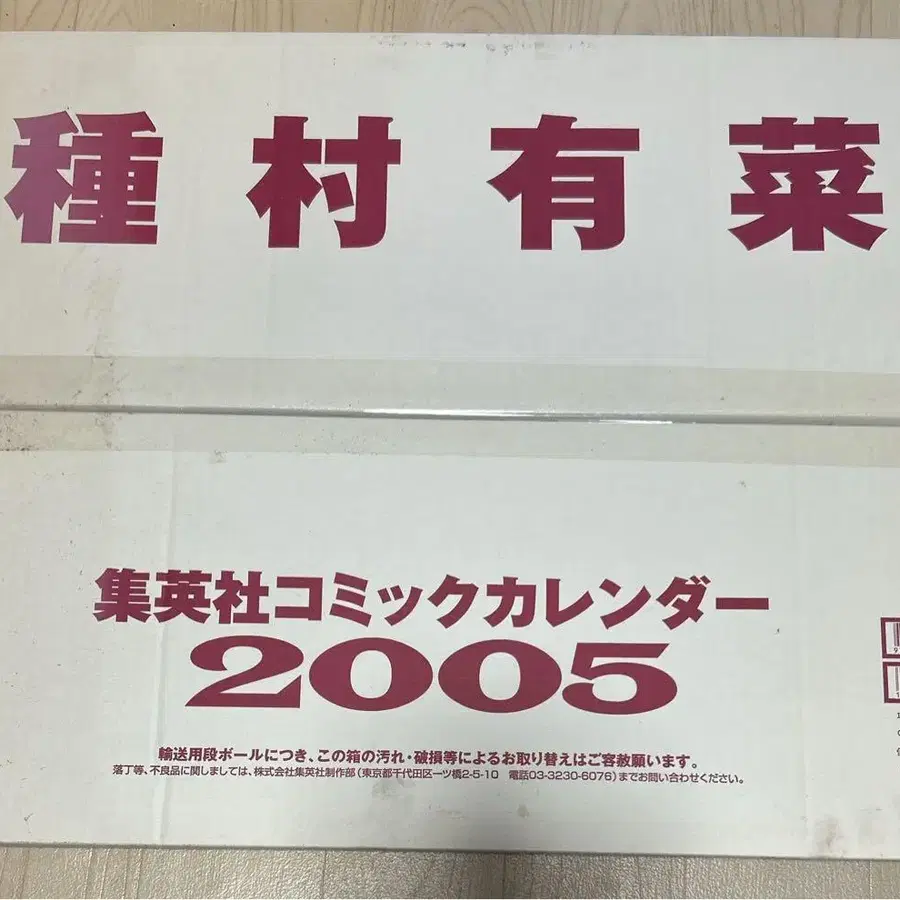 種村有菜
集英社コミックカレンダー
2005
輸送用段ボールにつき、この箱の汚れ・破損等によるお取り替えはご容赦願います。
落丁等、不良品に関しましては、株式会社集英社制作部（東京都千代田区一ツ橋2-5-10　電話03-3230-6076）までお問い合わせください。